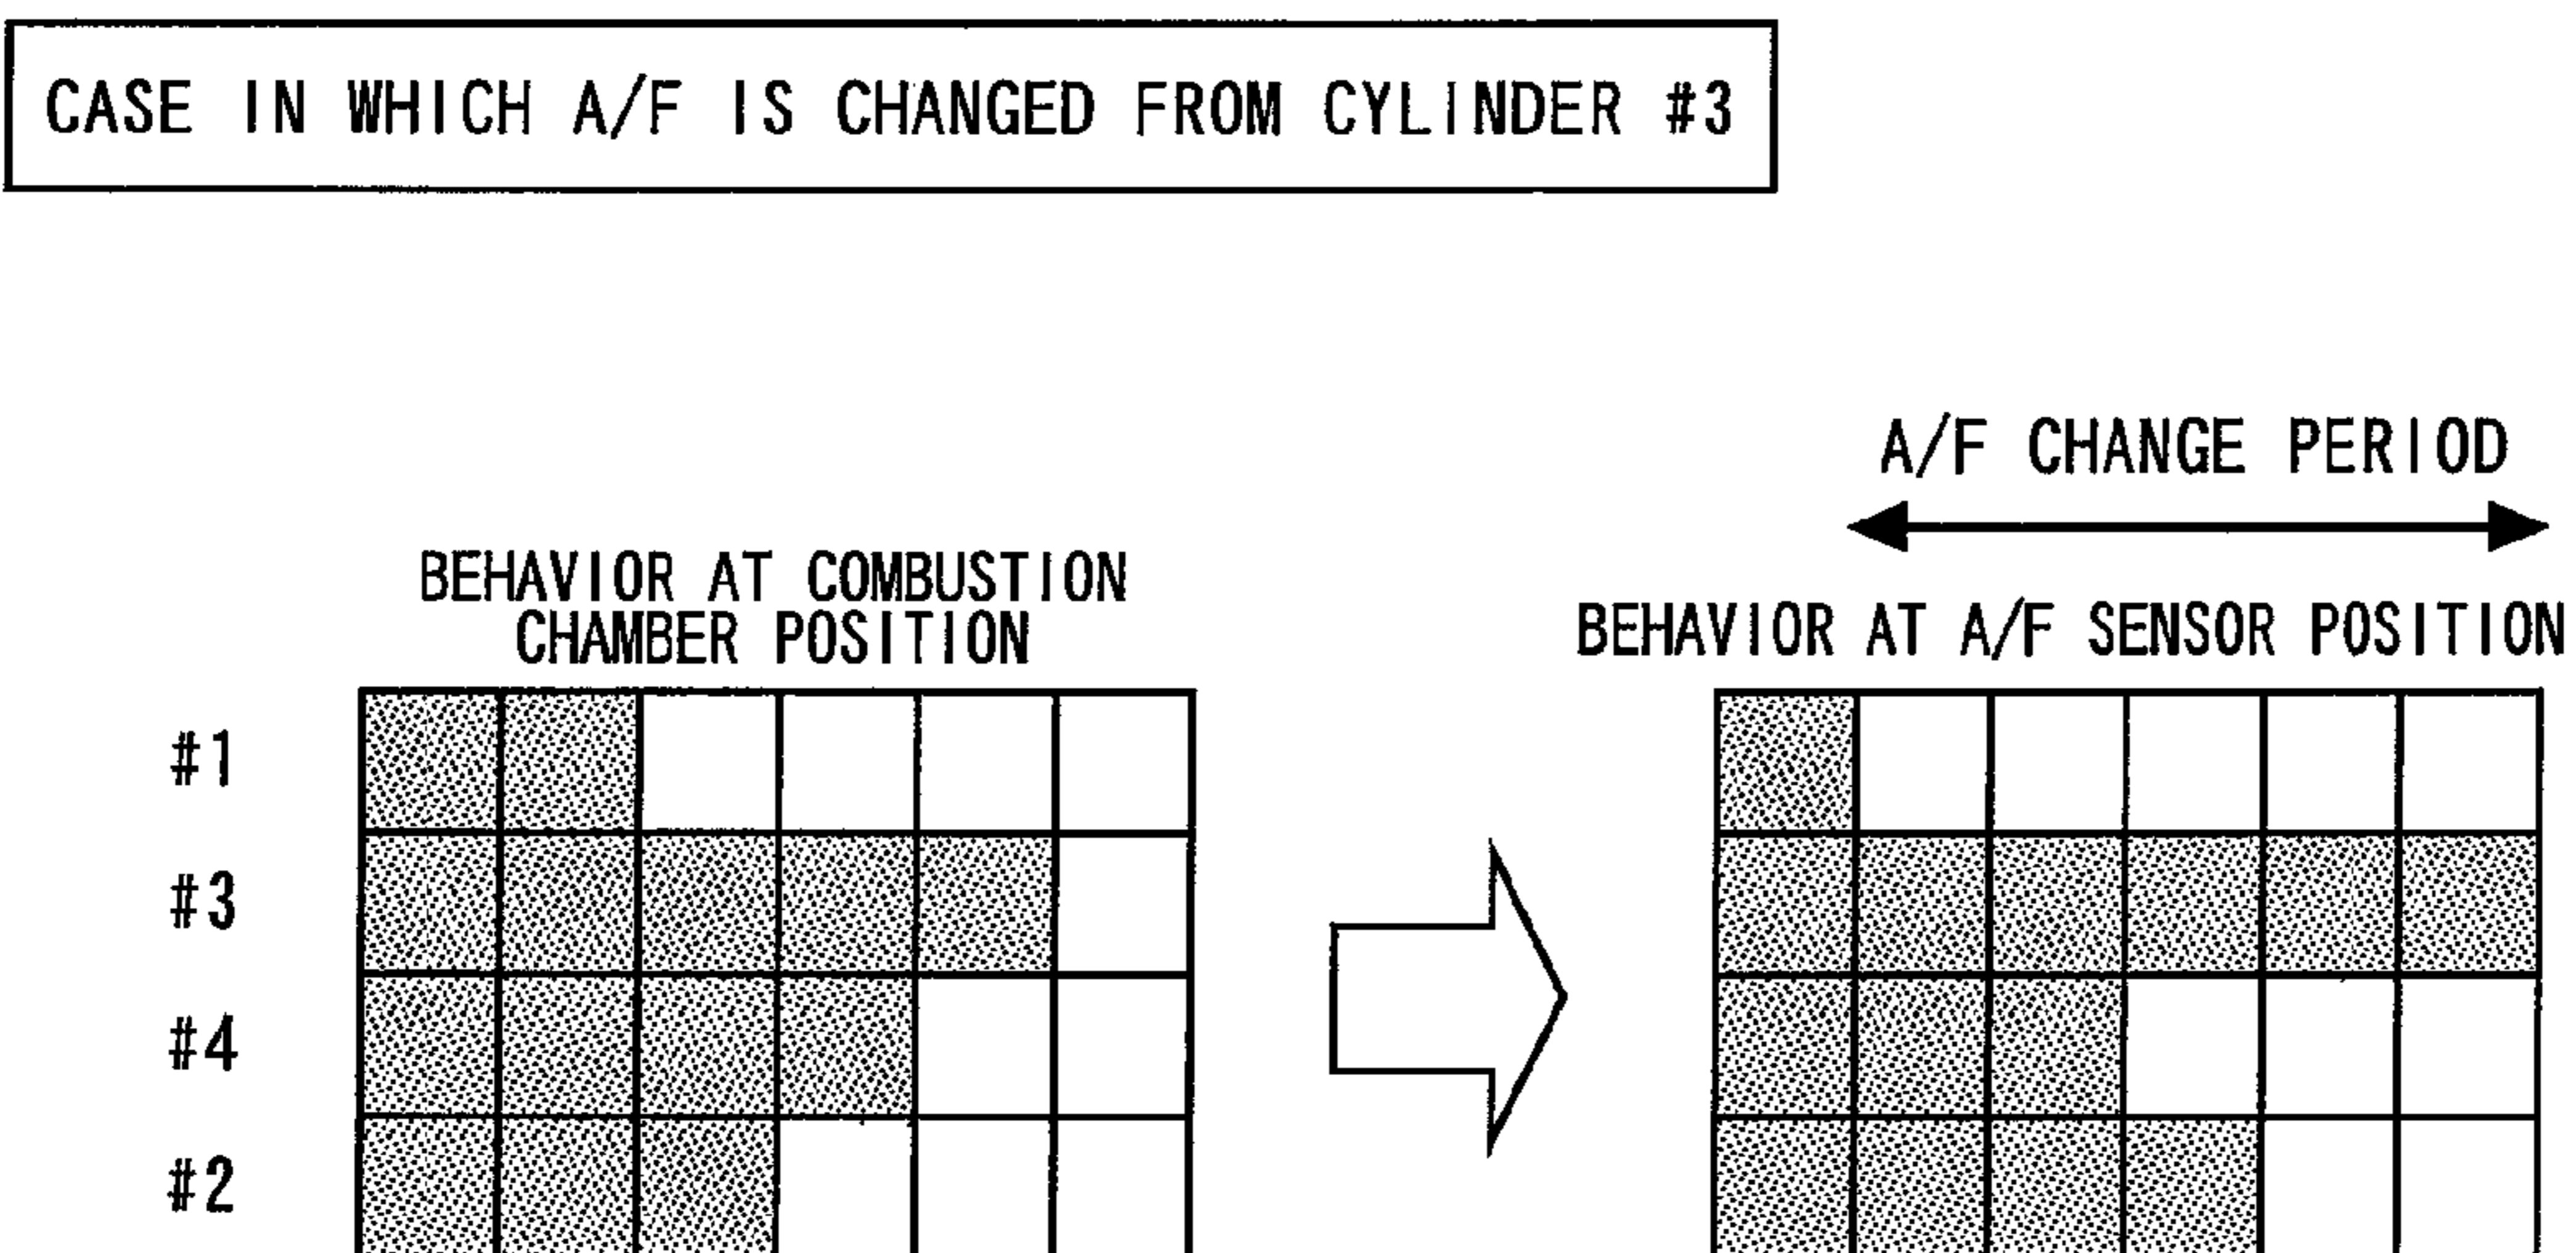 CASE IN WHICH A/F IS CHANGED FROM CYLINDER #3
A/F CHANGE PERIOD
BEHAVIOR AT COMBUSTION
CHAMBER POSITION
BEHAVIOR AT A/F SENSOR POSITION
#1
#3
#4
#2